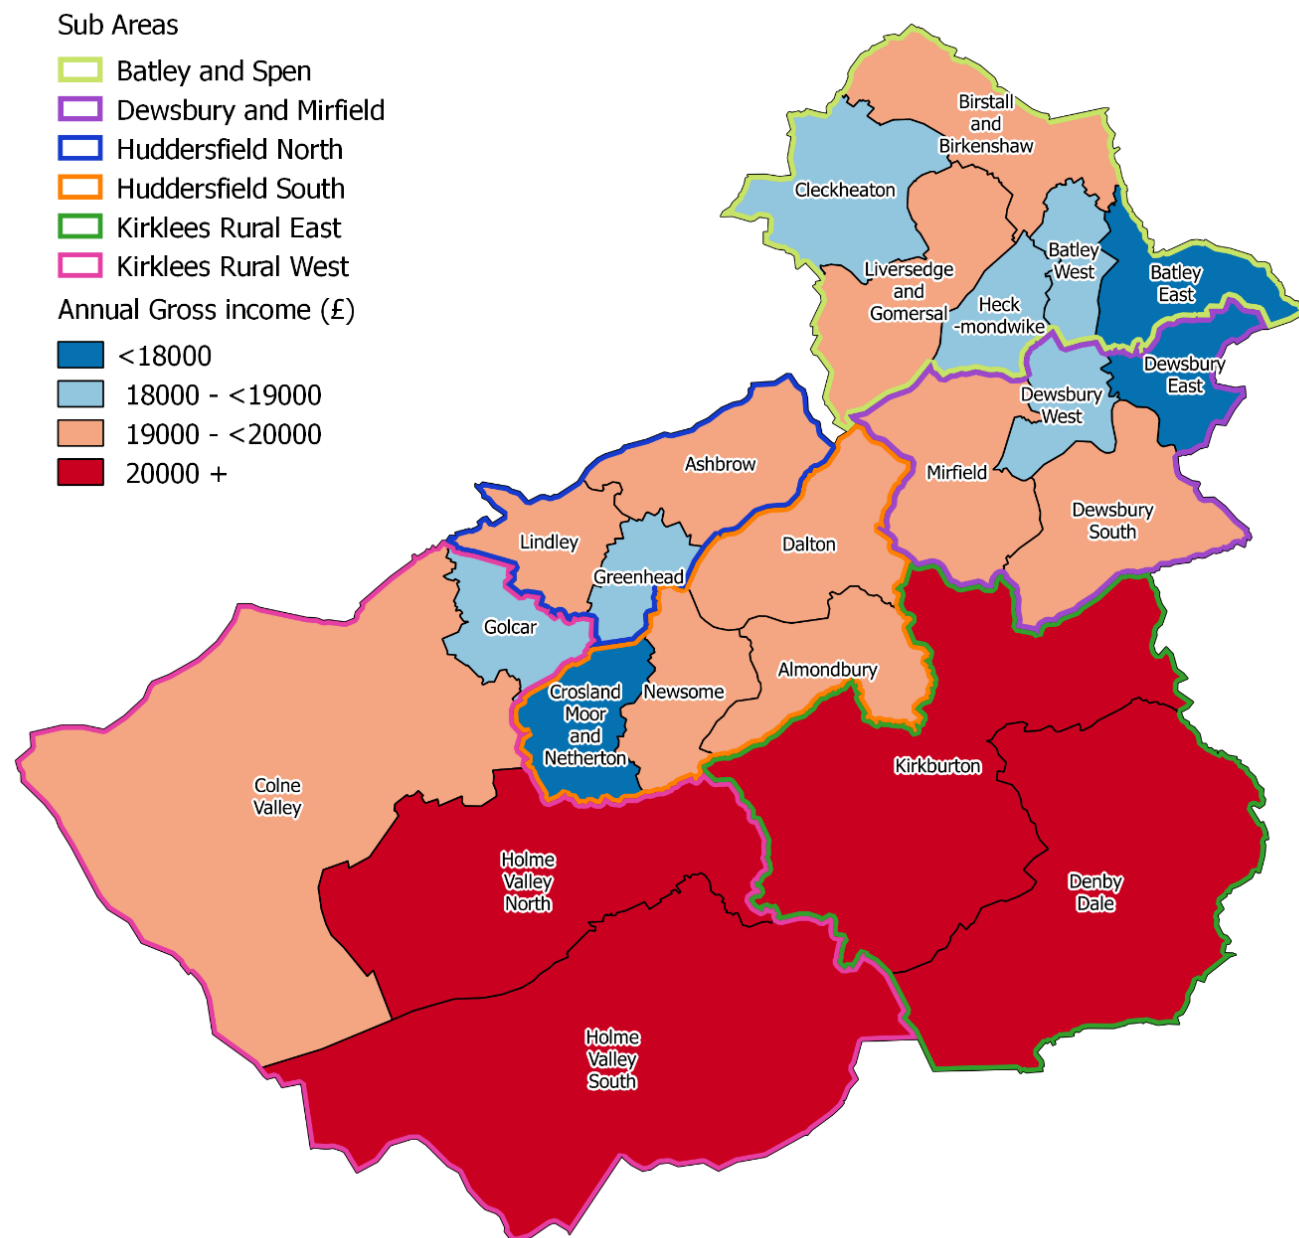 Sub Areas
Batley and Spen
Dewsbury and Mirfield
Huddersfield North
Huddersfield South
Kirklees Rural East
Kirklees Rural West
Annual Gross income (£)
<18000
18000 - <19000
19000 - <20000
20000 +
Birstall
and
Birkenshaw
Cleckheaton
Liversedge
and
Gomersal
Heck
-mondwike
Batley
West
Batley
East
Dewsbury
East
Dewsbury
West
Mirfield
Dewsbury
South
Ashbrow
Lindley
Greenhead
Dalton
Golcar
Crosland
Moor
and
Netherton
Newsome
Almondbury
Kirkburton
Colne
Valley
Holme
Valley
North
Denby
Dale
Holme
Valley
South